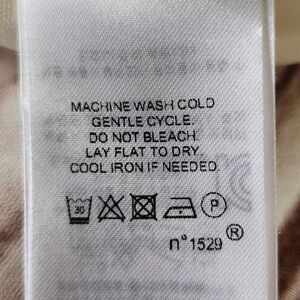 MACHINE WASH COLD
GENTLE CYCLE.
DO NOT BLEACH.
LAY FLAT TO DRY.
COOL IRON IF NEEDED.
30 P
n°1529®